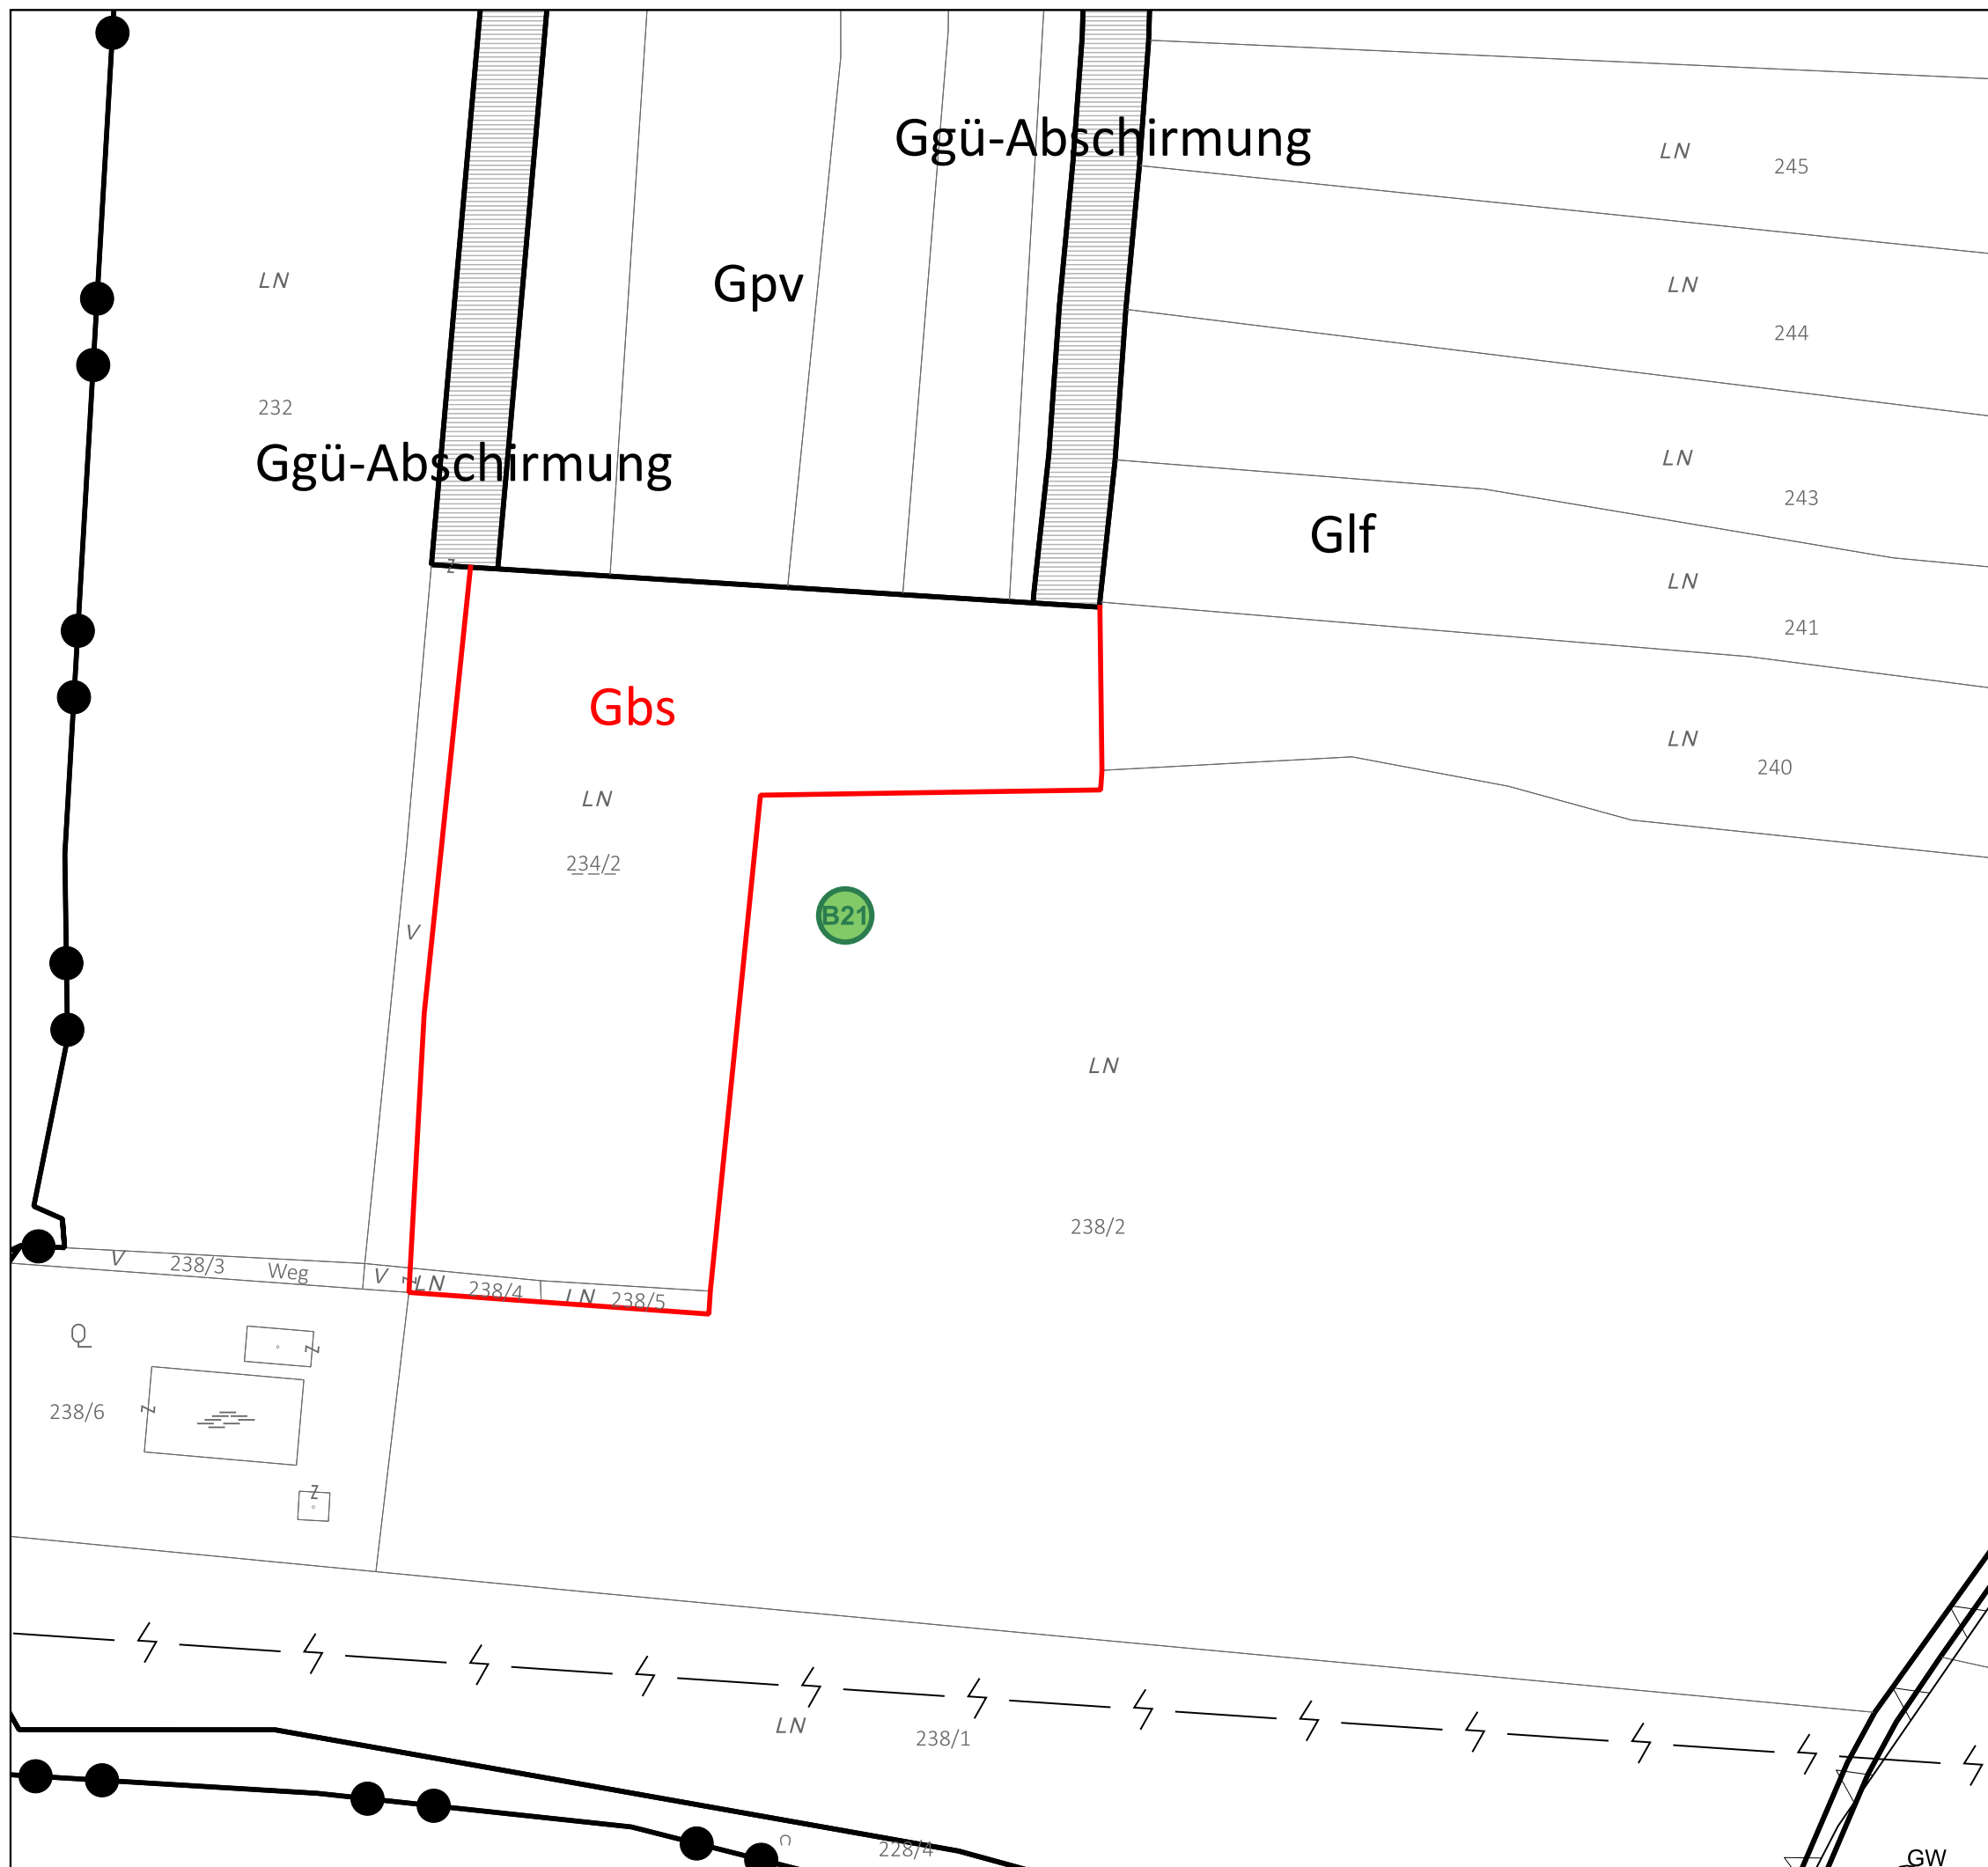 Ggü-Abschirmung
LN
245
LN
Gpv
LN
244
232
Ggü-Abschirmung
LN
243
Glf
Z
LN
241
Gbs
LN
240
LN
234/2
B21
V
LN
238/2
V
238/3
Weg
V
Z
LN
238/4
LN
238/5
Q
Z
238/6
Z
Z
LN
238/1
228/4
GW